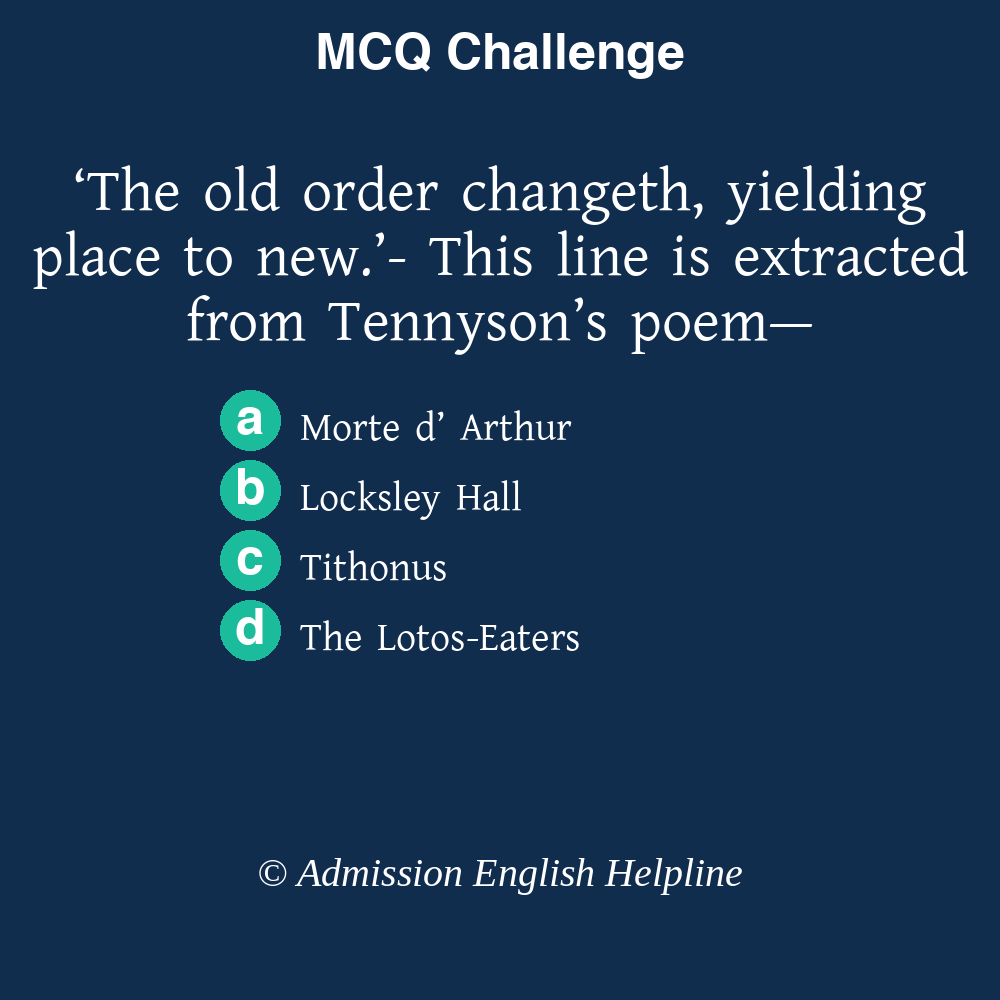 MCQ Challenge
‘The old order changeth, yielding
place to new.’- This line is extracted
from Tennyson’s poem—
a Morte d’ Arthur
b Locksley Hall
c Tithonus
d The Lotos-Eaters
© Admission English Helpline